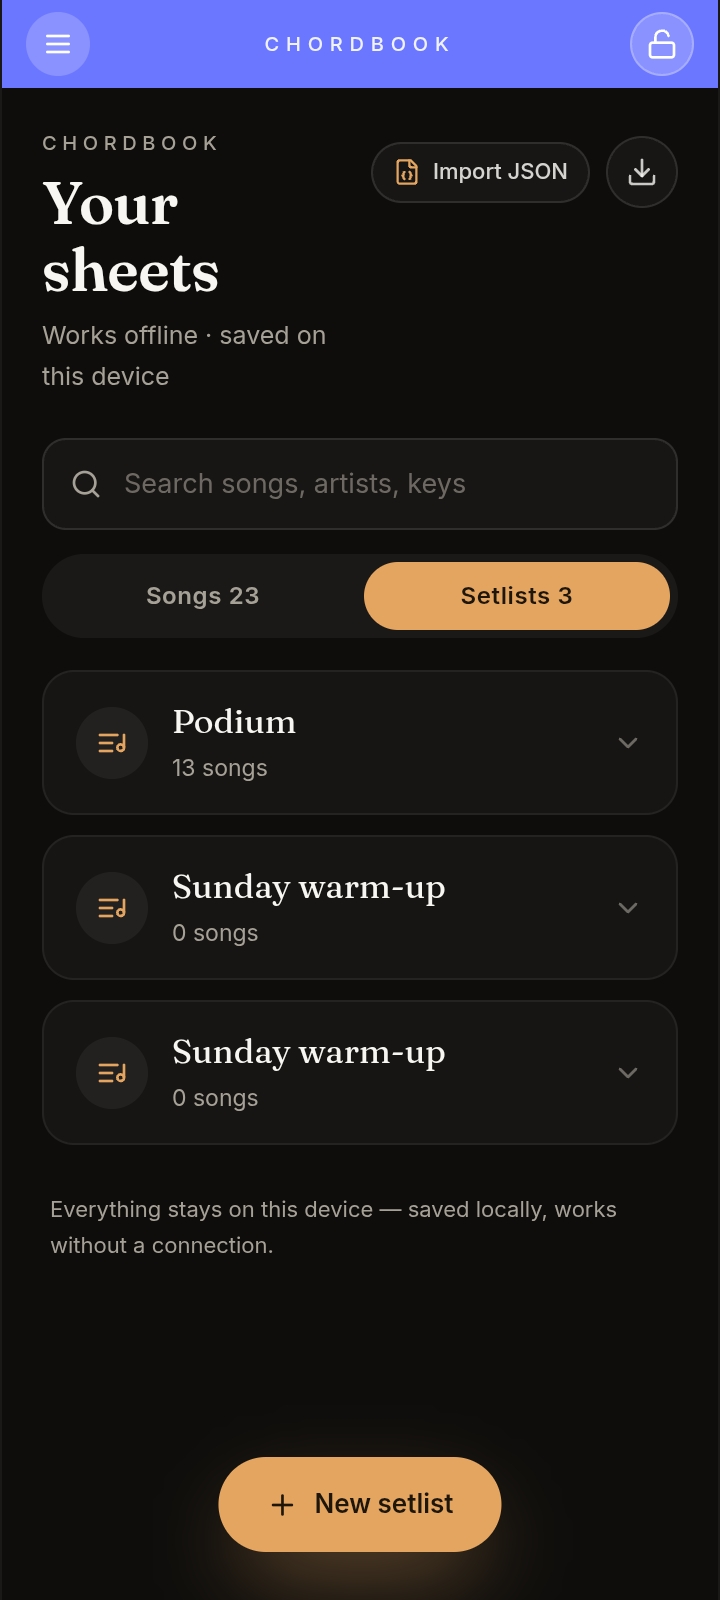 CHORDBOOK
CHORDBOOK
Your
sheets
Import JSON
Works offline · saved on
this device
Search songs, artists, keys
Songs 23
Setlists 3
Podium
13 songs
Sunday warm-up
0 songs
Sunday warm-up
0 songs
Everything stays on this device — saved locally, works
without a connection.
New setlist